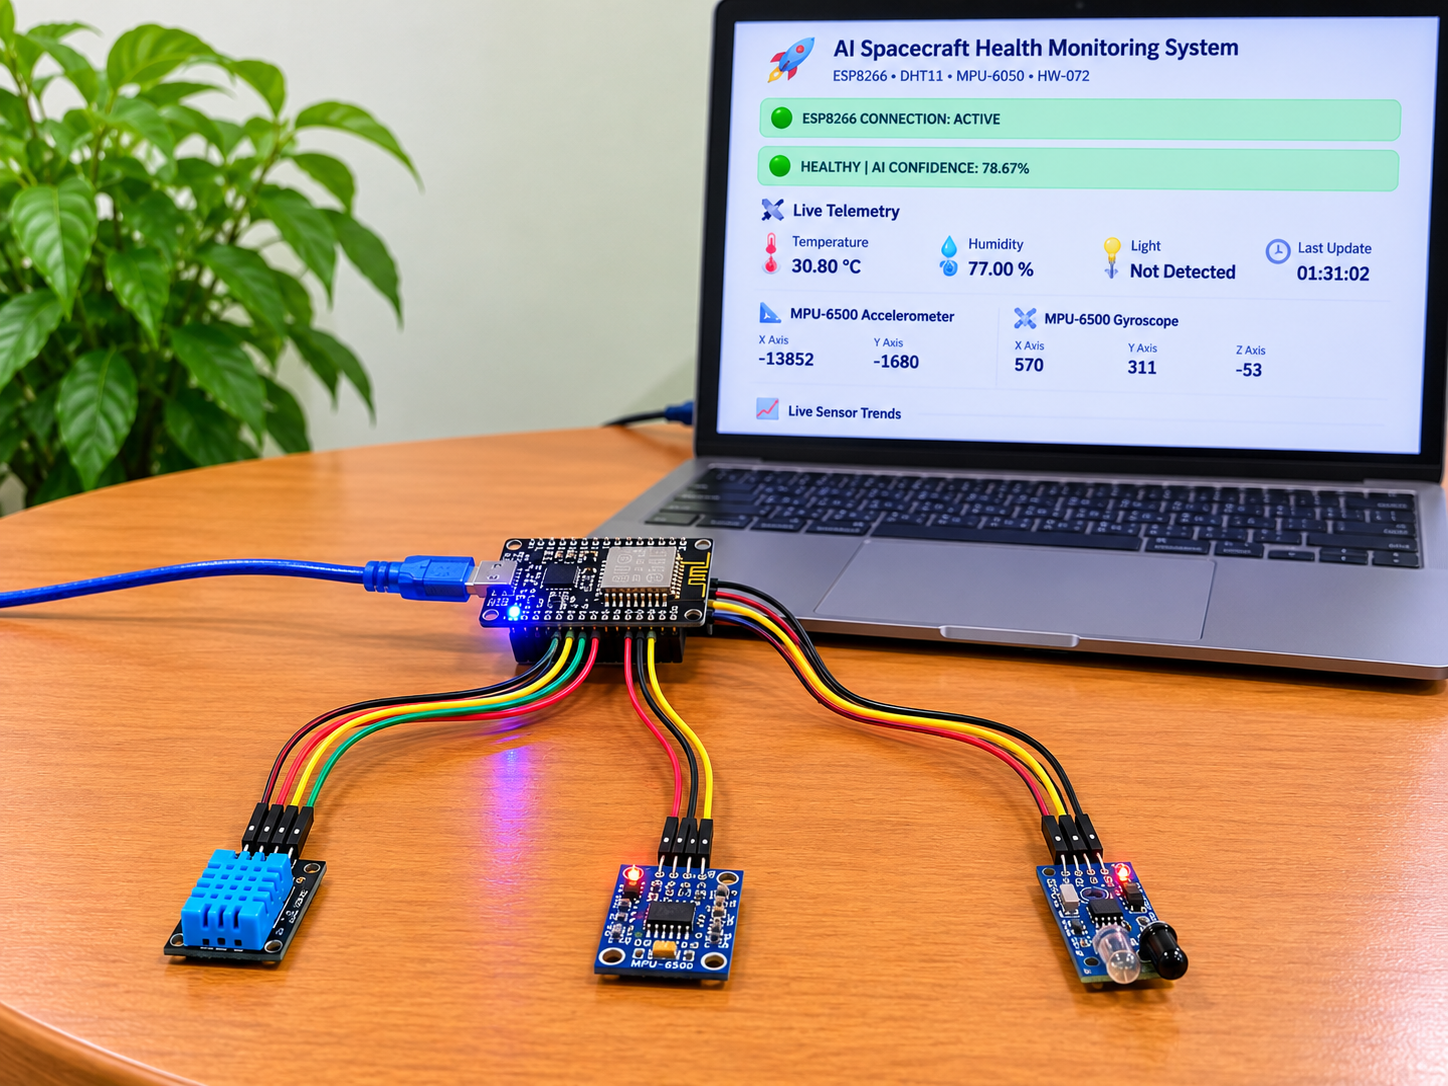 AI Spacecraft Health Monitoring System
ESP8266 • DHT11 • MPU-6050 • HW-072
ESP8266 CONNECTION: ACTIVE
HEALTHY | AI CONFIDENCE: 78.67%
Live Telemetry
Temperature
30.80 °C
Humidity
77.00 %
Light
Not Detected
Last Update
01:31:02
MPU-6500 Accelerometer
X Axis
-13852
Y Axis
-1680
MPU-6500 Gyroscope
X Axis
570
Y Axis
311
Z Axis
-53
Live Sensor Trends
MPU-6500